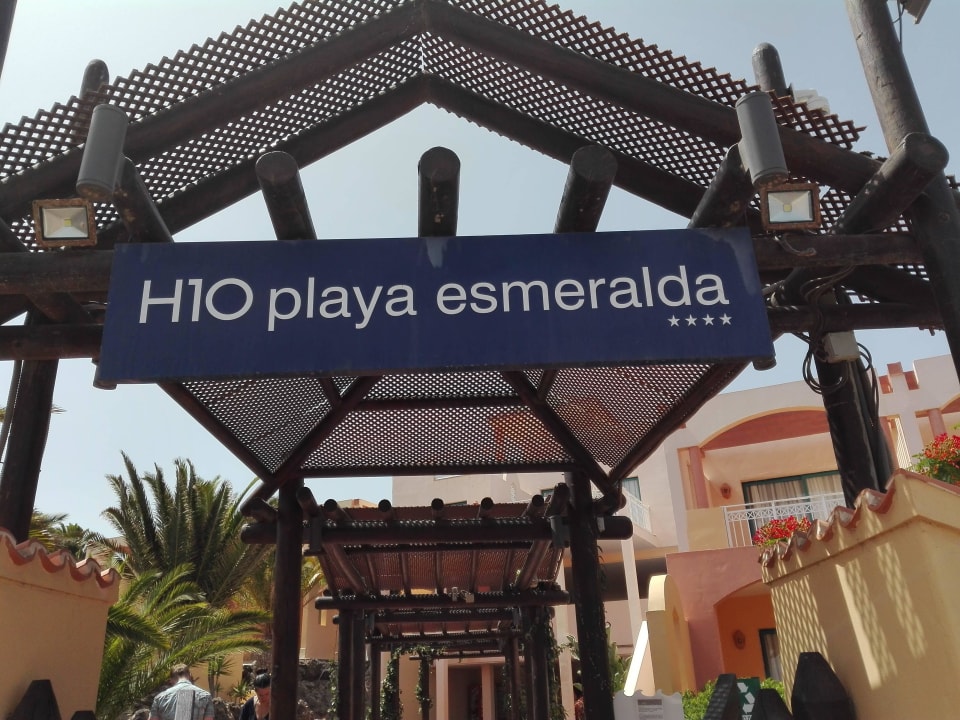 H10 playa esmeralda
★★★★